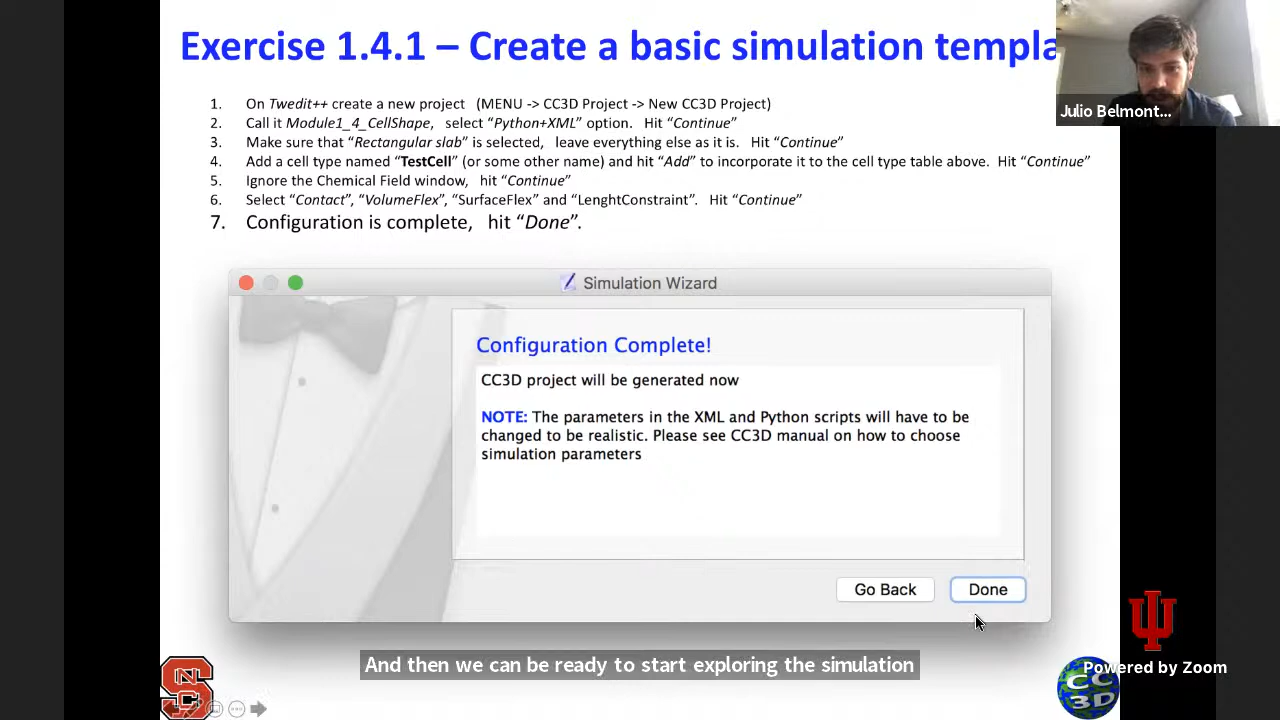 Exercise 1.4.1 – Create a basic simulation templa
Julio Belmont...
1. On Twedit++ create a new project (MENU -> CC3D Project -> New CC3D Project)
2. Call it Module1_4_CellShape, select “Python+XML” option. Hit “Continue”
3. Make sure that “Rectangular slab” is selected, leave everything else as it is. Hit “Continue”
4. Add a cell type named “TestCell” (or some other name) and hit “Add” to incorporate it to the cell type table above. Hit “Continue”
5. Ignore the Chemical Field window, hit “Continue”
6. Select “Contact”, “VolumeFlex”, “SurfaceFlex” and “LenghtConstraint”. Hit “Continue”
7. Configuration is complete, hit “Done”.
Simulation Wizard
Configuration Complete!
CC3D project will be generated now
NOTE: The parameters in the XML and Python scripts will have to be
changed to be realistic. Please see CC3D manual on how to choose
simulation parameters
Go Back Done
And then we can be ready to start exploring the simulation
Powered by Zoom
CC
3D